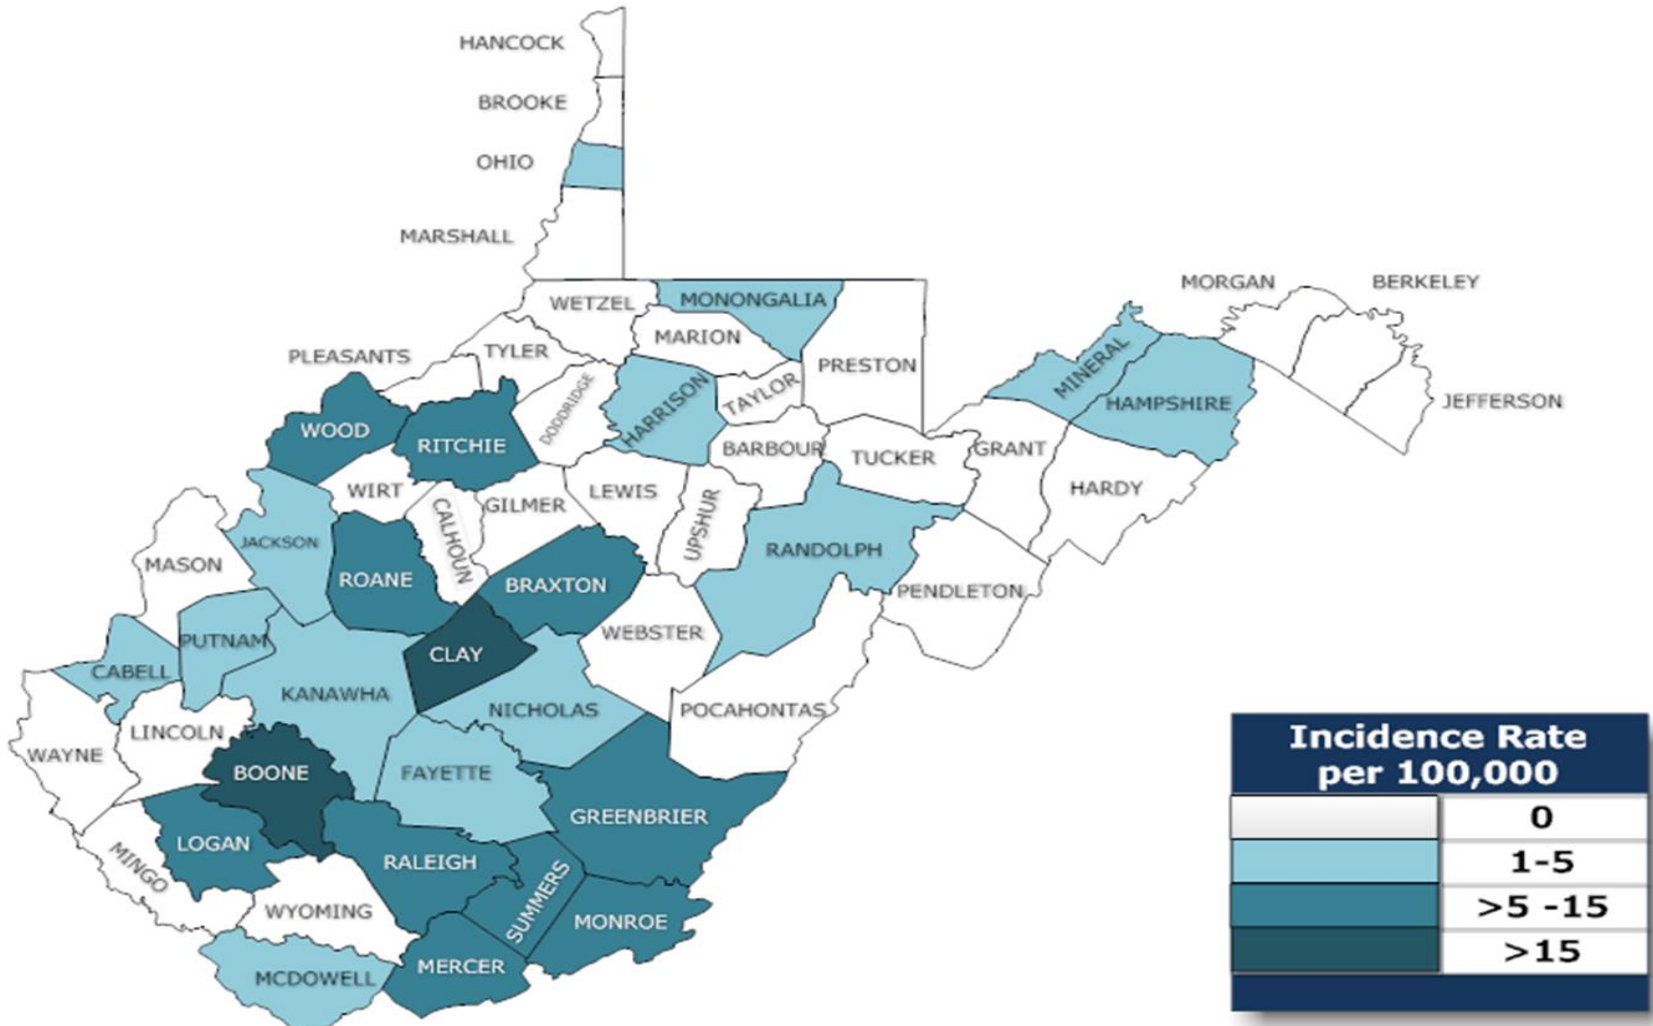 HANCOCK
BROOKE
OHIO
MARSHALL
MORGAN
BERKELEY
WETZEL
MONONGALIA
MARION
PLEASANTS
TYLER
MINERAL
PRESTON
DODDRIDGE
HARRISON
TAYLOR
HAMPSHIRE
JEFFERSON
WOOD
RITCHIE
BARBOUR
TUCKER
GRANT
WIRT
CALHOUN
GILMER
LEWIS
UPSHUR
HARDY
JACKSON
RANDOLPH
MASON
ROANE
BRAXTON
PENDLETON
PUTNAM
CLAY
WEBSTER
CABELL
KANAWHA
NICHOLAS
POCAHONTAS
LINCOLN
WAYNE
BOONE
FAYETTE
GREENBRIER
LOGAN
MINGO
RALEIGH
SUMMERS
WYOMING
MONROE
MERCER
MCDOWELL
Incidence Rate
per 100,000
0
1-5
>5 -15
>15